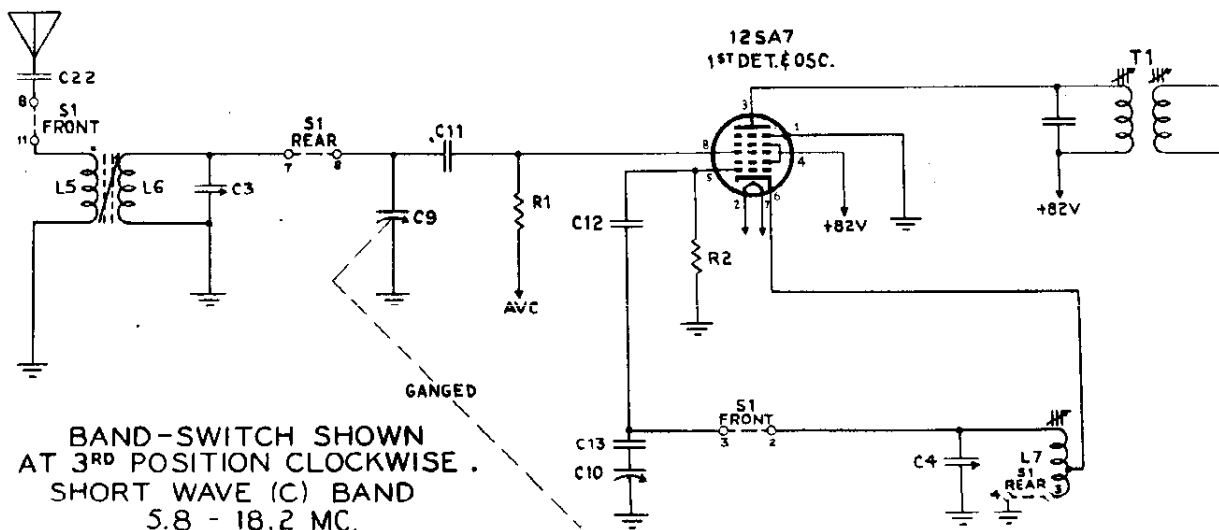 12SA7
1ST DET. & OSC.
T1
C22
8
S1
FRONT
11
L5
L6
C3
S1
REAR
7
8
C9
C11
R1
AVC
C12
R2
3
1
8
4
5
2
7
6
+82V
+82V
GANGED
S1
FRONT
3
2
C13
C10
C4
L7
S1
REAR
4
3
BAND-SWITCH SHOWN
AT 3RD POSITION CLOCKWISE.
SHORT WAVE (C) BAND
5.8 - 18.2 MC.